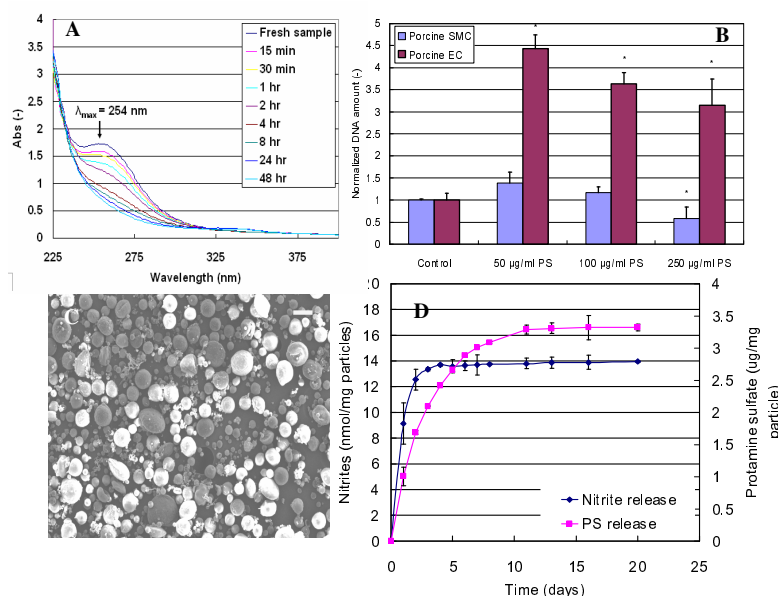 A
Fresh sample
15 min
30 min
1 hr
2 hr
4 hr
8 hr
24 hr
48 hr
λmax = 254 nm
Abs (-)
4
3.5
3
2.5
2
1.5
1
0.5
0
225
275
325
375
Wavelength (nm)
B
Porcine SMC
Porcine EC
Normalized DNA amount (-)
5
4.5
4
3.5
3
2.5
2
1.5
1
0.5
0
*
*
*
*
Control
50 µg/ml PS
100 µg/ml PS
250 µg/ml PS
C
D
Nitrites (nmol/mg particles)
20
18
16
14
12
10
8
6
4
2
0
Protamine sulfate (ug/mg
particle)
4
3.5
3
2.5
2
1.5
1
0.5
0
Nitrite release
PS release
0
5
10
15
20
25
Time (days)